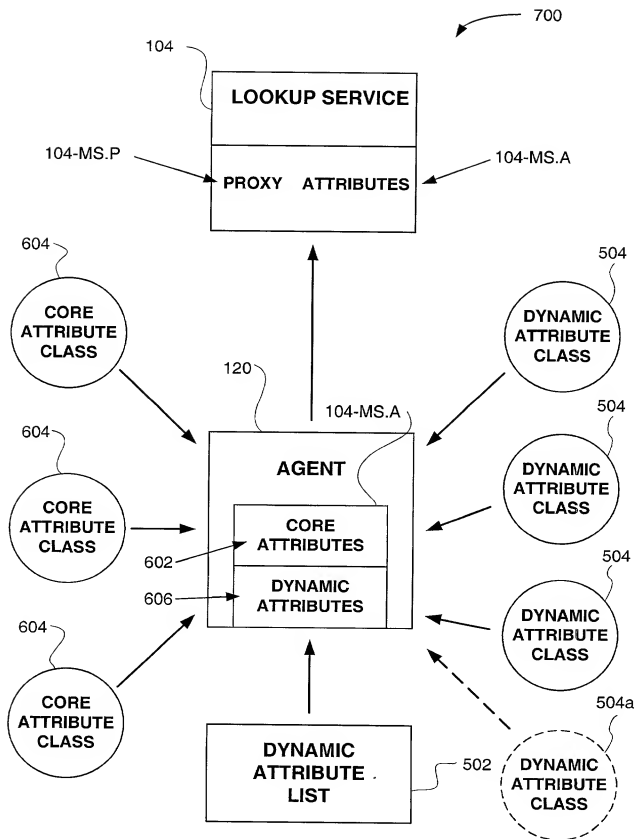 700
104
LOOKUP SERVICE
104-MS.P
104-MS.A
PROXY ATTRIBUTES
604
504
CORE
ATTRIBUTE
CLASS
DYNAMIC
ATTRIBUTE
CLASS
120
104-MS.A
604
504
AGENT
CORE
ATTRIBUTE
CLASS
DYNAMIC
ATTRIBUTE
CLASS
CORE
ATTRIBUTES
602
606
DYNAMIC
ATTRIBUTES
604
504
CORE
ATTRIBUTE
CLASS
DYNAMIC
ATTRIBUTE
CLASS
504a
DYNAMIC
ATTRIBUTE
LIST
502
DYNAMIC
ATTRIBUTE
CLASS